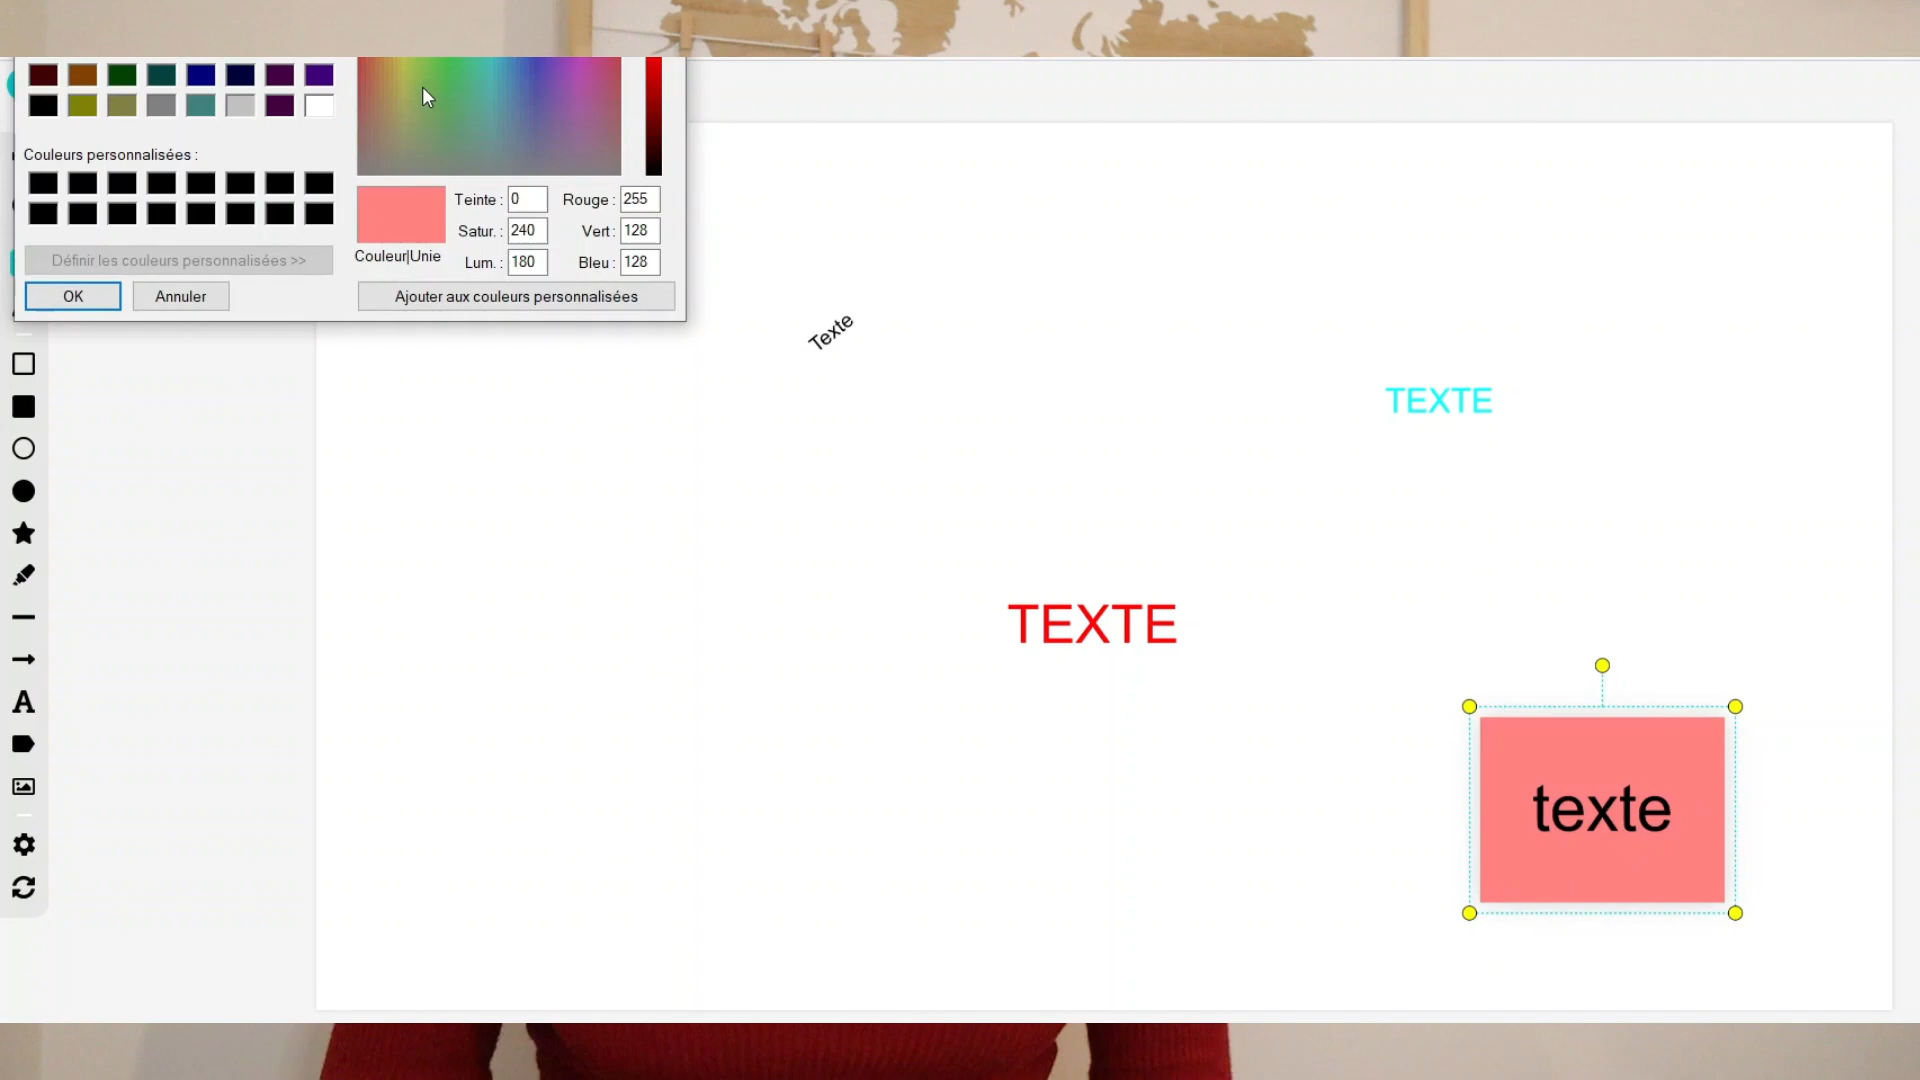 Couleurs personnalisées :
Définir les couleurs personnalisées >>
OK
Annuler
Couleur|Unie
Teinte : 0
Rouge : 255
Satur. : 240
Vert : 128
Lum. : 180
Bleu : 128
Ajouter aux couleurs personnalisées
Texte
TEXTE
TEXTE
texte
A